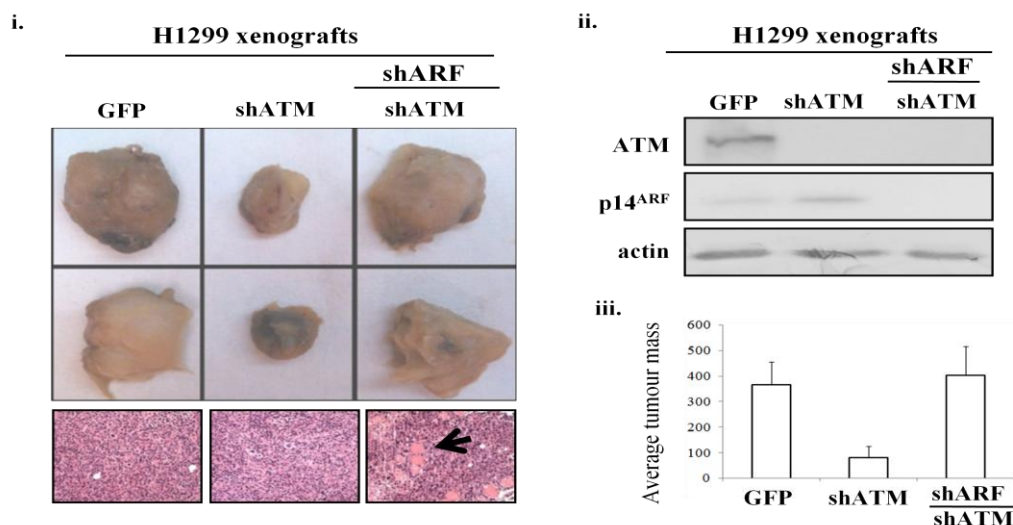 i.
H1299 xenografts
shARF
GFP shATM shATM
ii.
H1299 xenografts
shARF
GFP shATM shATM
ATM
p14ᴬᴿᶠ
actin
iii.
Average tumour mass
600
500
400
300
200
100
0
GFP shATM shARF
shATM